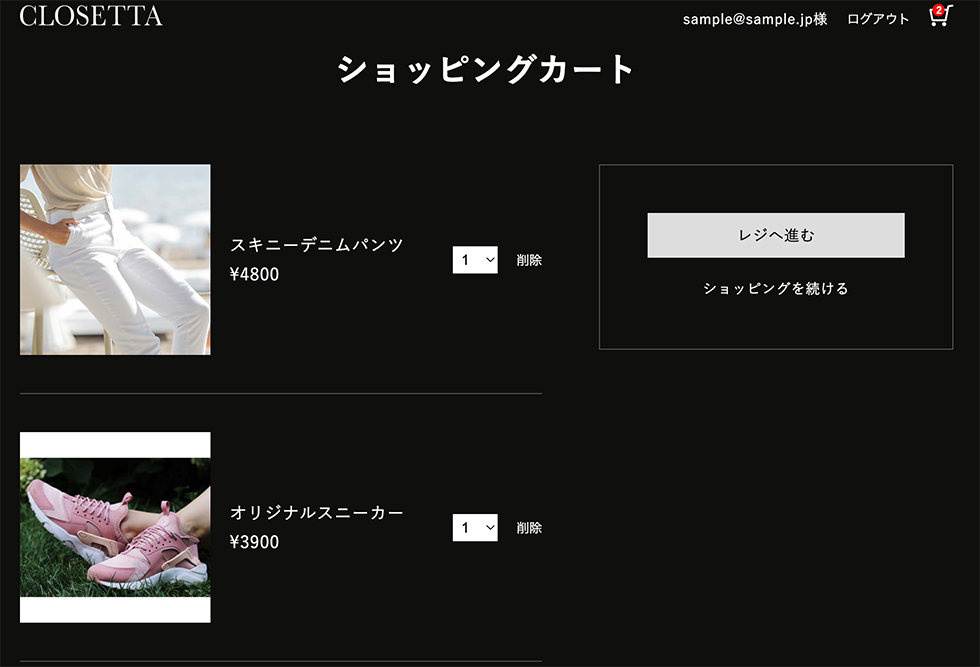 CLOSETTA
sample@sample.jp様 ログアウト 2
ショッピングカート
スキニーデニムパンツ
¥4800
1 削除
レジへ進む
ショッピングを続ける
オリジナルスニーカー
¥3900
1 削除